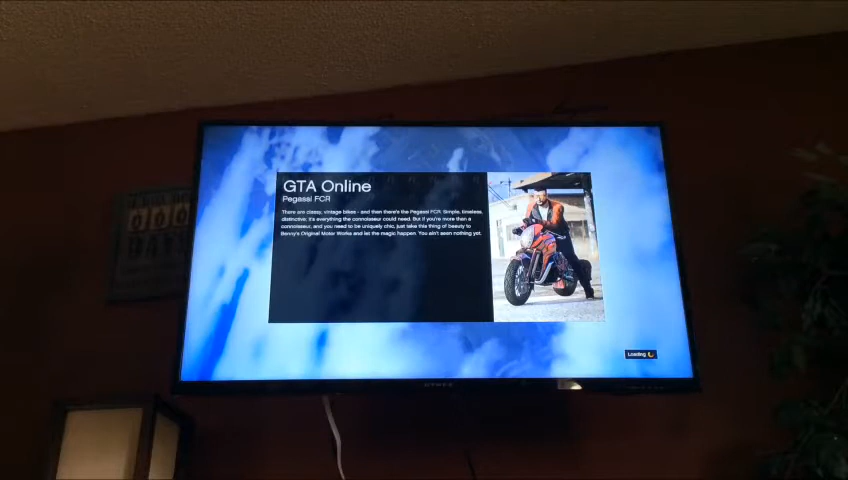 GTA Online
Pegassi FCR
There are classy, vintage bikes - and then there's the Pegassi FCR. Simple, timeless,
distinctive: it's everything the connoisseur could need. But if you're more than a
connoisseur, and you need to be uniquely chic, just take this thing of beauty to
Benny's Original Motor Works and let the magic happen. You ain't seen nothing yet.
Loading
DYNEX